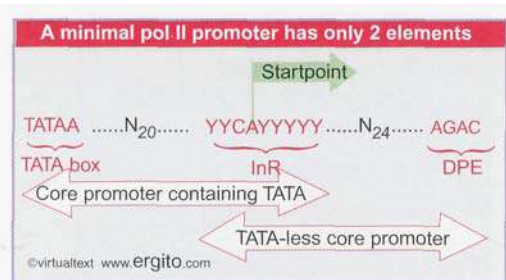 A minimal pol II promoter has only 2 elements
Startpoint
TATAA ......N20...... YYCAYYYYY ......N24...... AGAC
TATA box InR DPE
Core promoter containing TATA
TATA-less core promoter
©virtualtext www.ergito.com